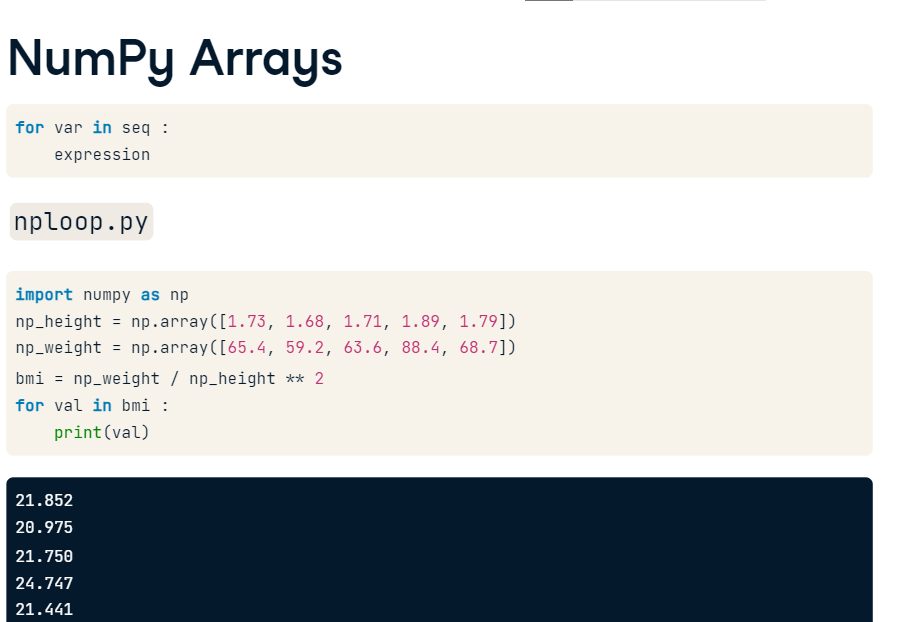 NumPy Arrays
for var in seq :
    expression
nploop.py
import numpy as np
np_height = np.array([1.73, 1.68, 1.71, 1.89, 1.79])
np_weight = np.array([65.4, 59.2, 63.6, 88.4, 68.7])
bmi = np_weight / np_height ** 2
for val in bmi :
    print(val)
21.852
20.975
21.750
24.747
21.441